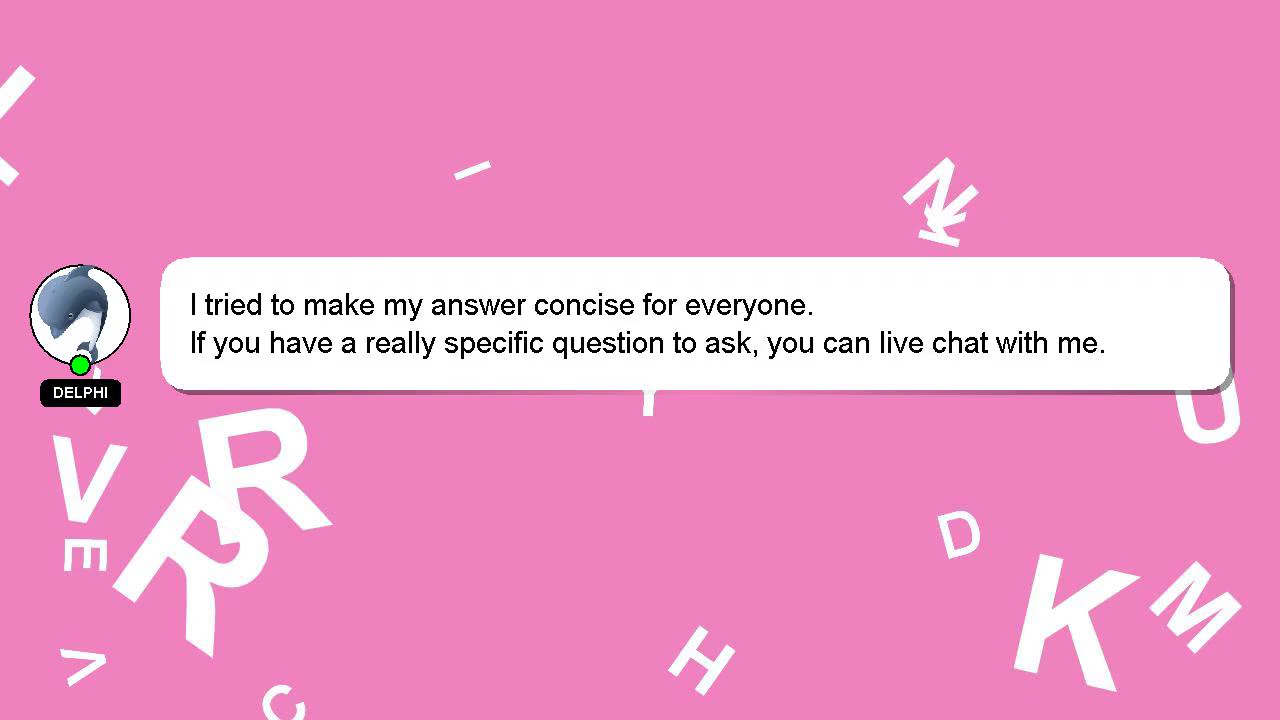 I tried to make my answer concise for everyone.
If you have a really specific question to ask, you can live chat with me.
DELPHI
I
N
K
Y
U
V
R
R
E
D
K
M
V
H
C